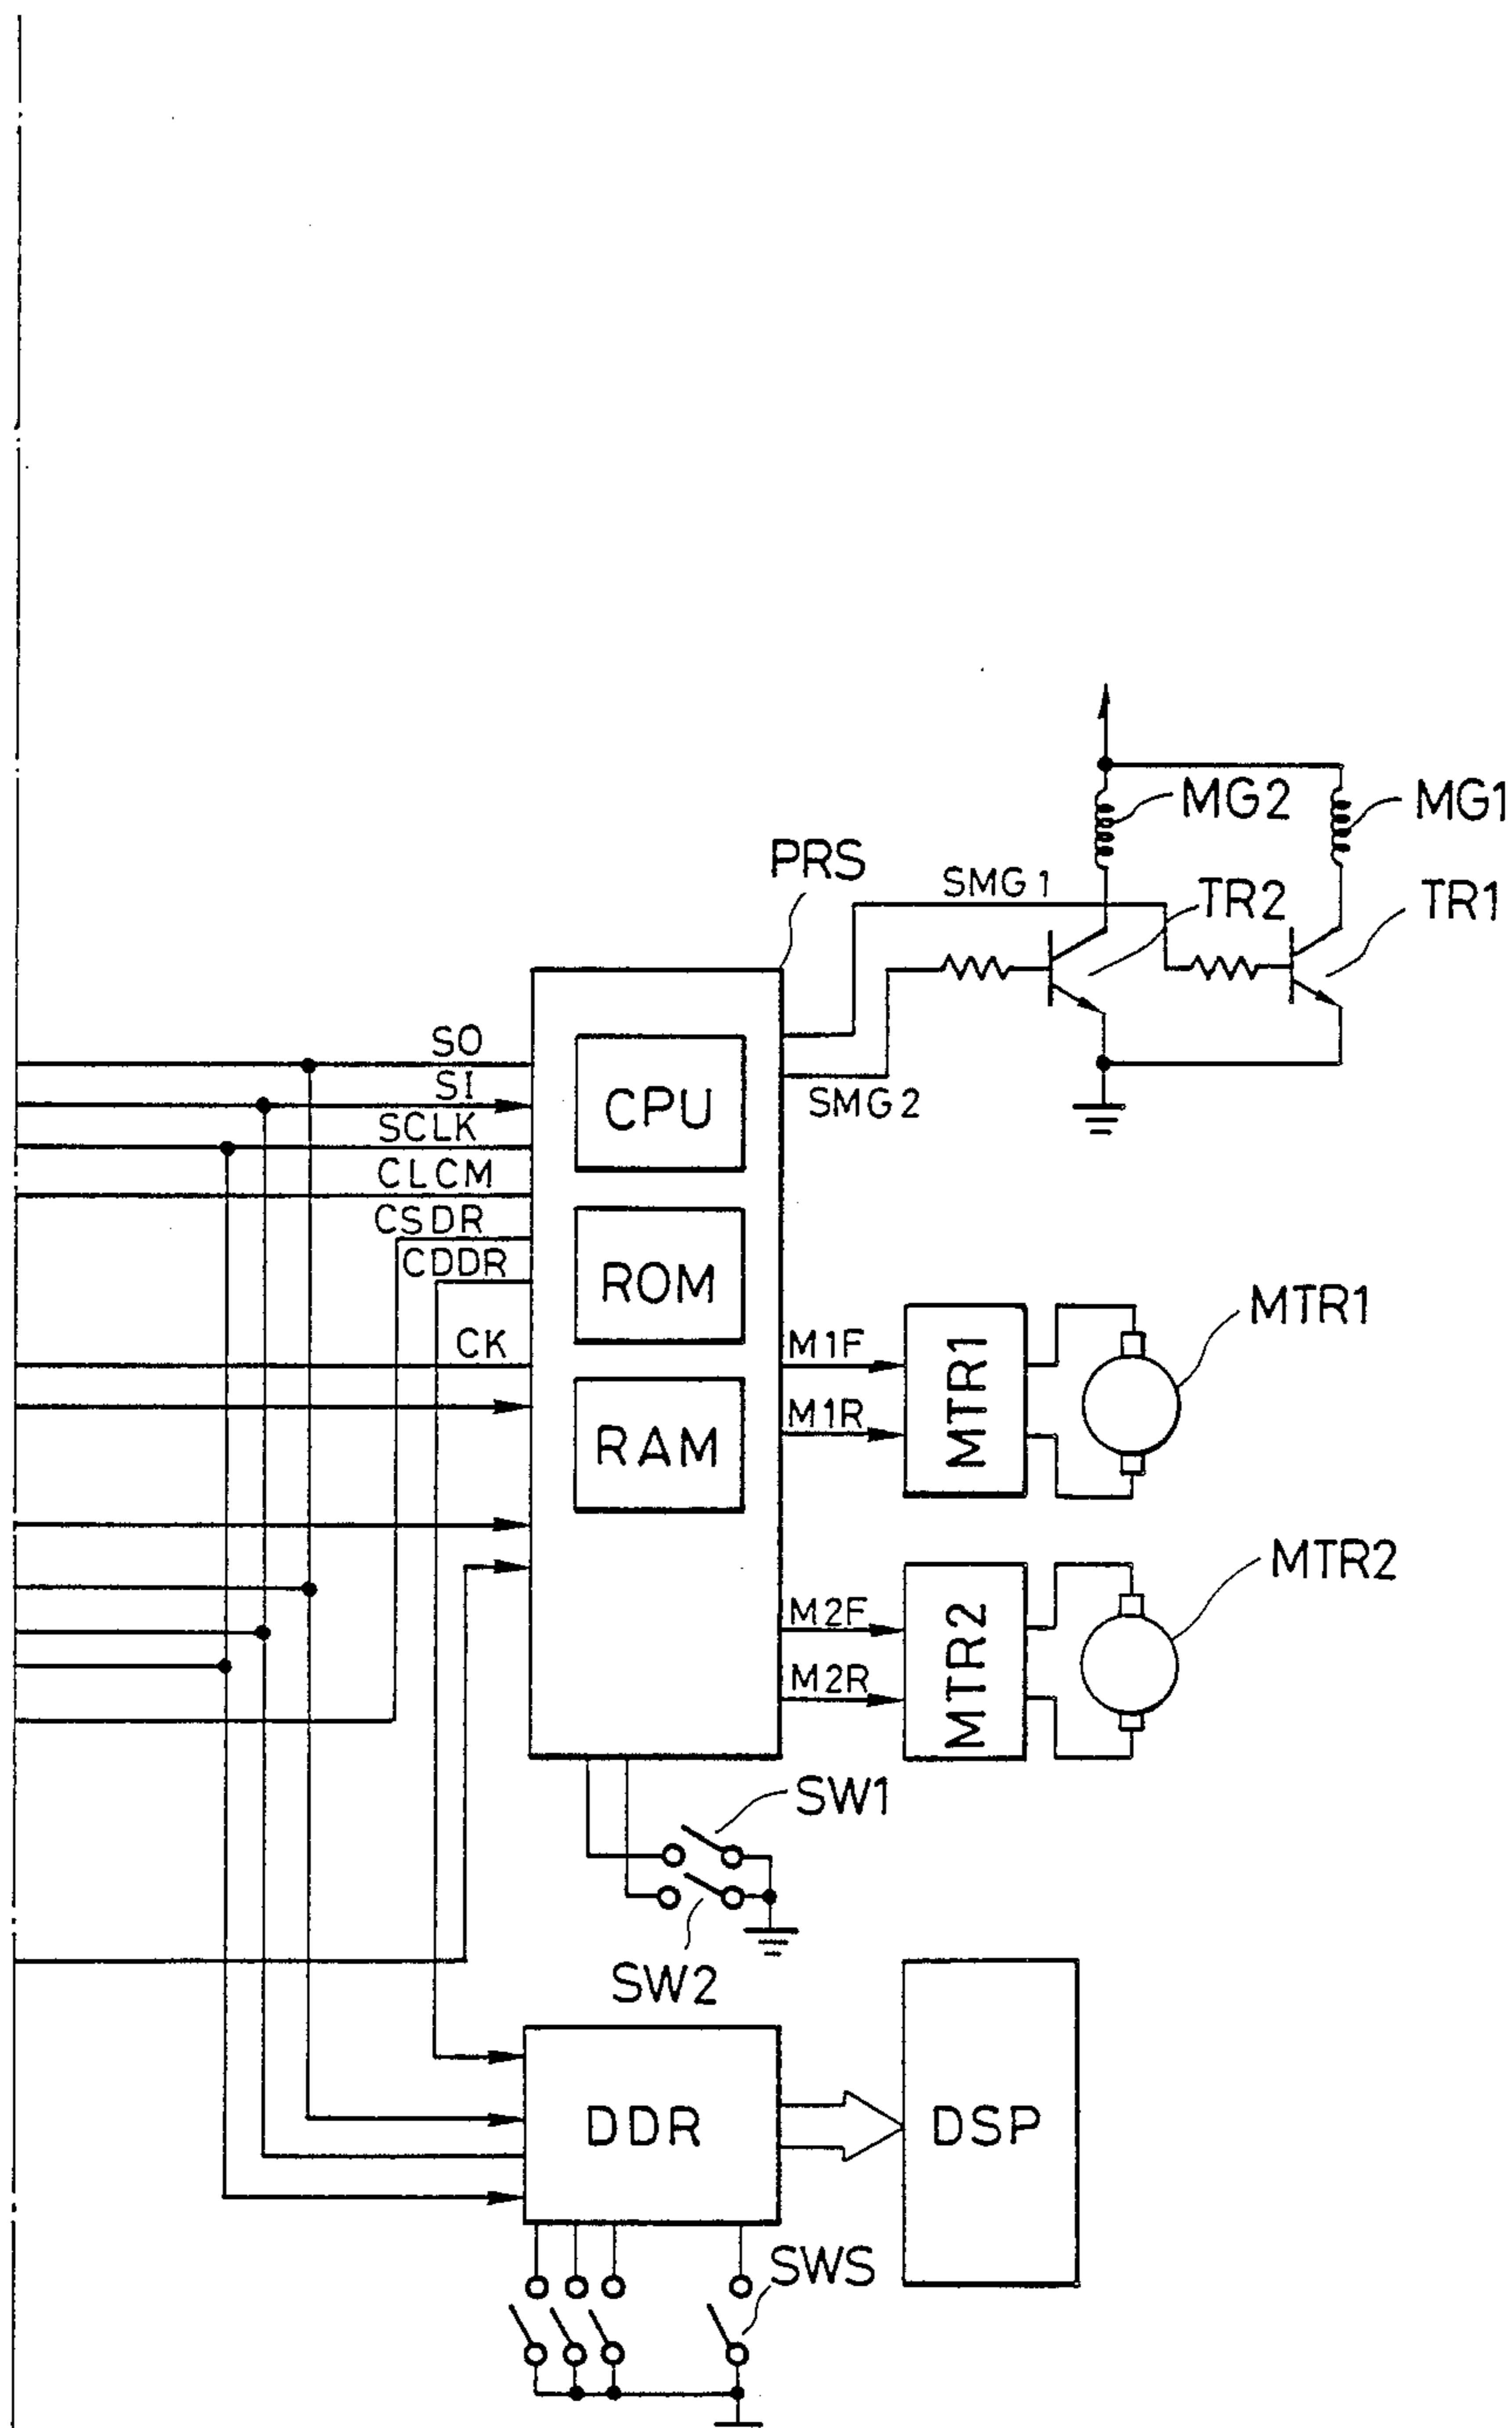 MG2
MG1
PRS
SMG1
TR2
TR1
SO
SI
SCLK
CLCM
CSDR
CDDR
CK
CPU
ROM
RAM
SMG2
M1F
M1R
MTR1
MTR1
M2F
M2R
MTR2
MTR2
SW1
SW2
DDR
DSP
SWS